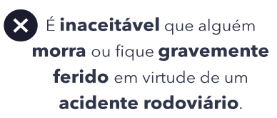 É inaceitável que alguém
morra ou fique gravemente
ferido em virtude de um
acidente rodoviário.